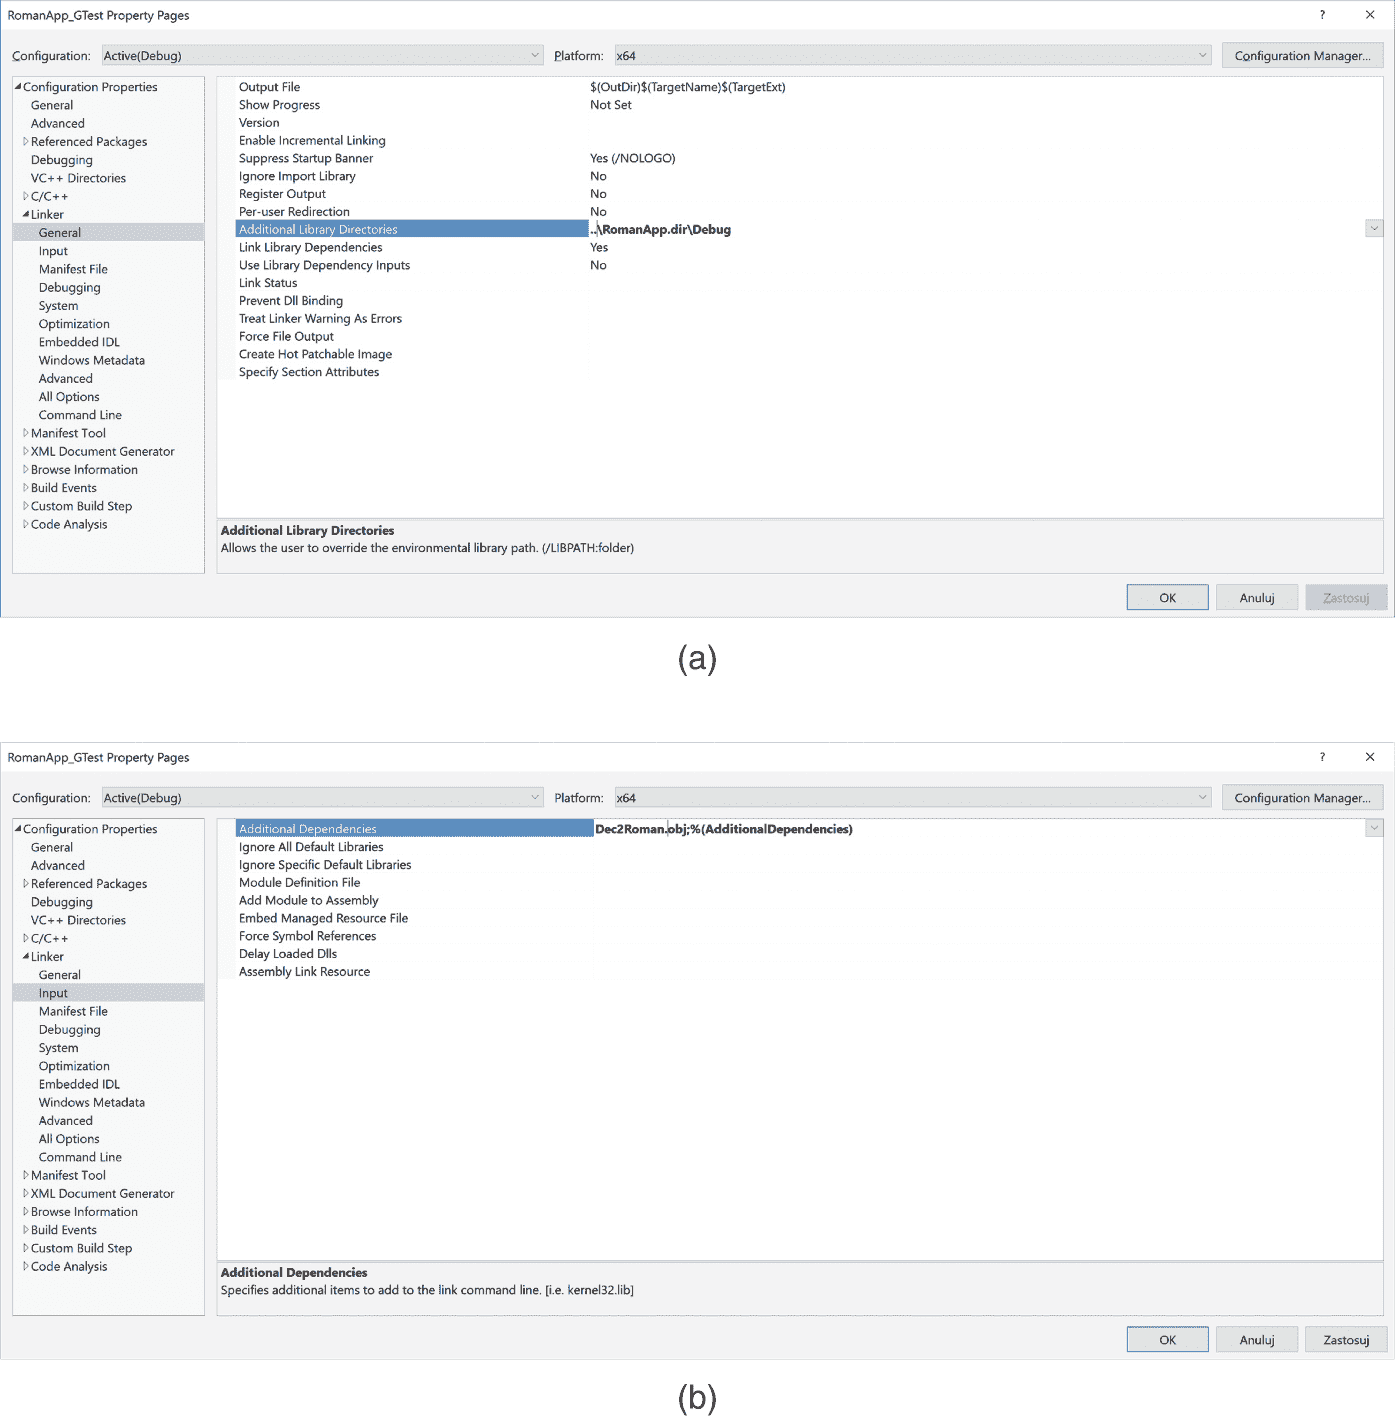 RomanApp_GTest Property Pages ? ×
Configuration: Active(Debug) Platform: x64 Configuration Manager...
Configuration Properties
General
Advanced
Referenced Packages
Debugging
VC++ Directories
C/C++
Linker
General
Input
Manifest File
Debugging
System
Optimization
Embedded IDL
Windows Metadata
Advanced
All Options
Command Line
Manifest Tool
XML Document Generator
Browse Information
Build Events
Custom Build Step
Code Analysis
Output File $(OutDir)$(TargetName)$(TargetExt)
Show Progress Not Set
Version
Enable Incremental Linking
Suppress Startup Banner Yes (/NOLOGO)
Ignore Import Library No
Register Output No
Per-user Redirection No
Additional Library Directories ..\RomanApp.dir\Debug
Link Library Dependencies Yes
Use Library Dependency Inputs No
Link Status
Prevent Dll Binding
Treat Linker Warning As Errors
Force File Output
Create Hot Patchable Image
Specify Section Attributes
Additional Library Directories
Allows the user to override the environmental library path. (/LIBPATH:folder)
OK Anuluj Zastosuj
(a)
RomanApp_GTest Property Pages ? ×
Configuration: Active(Debug) Platform: x64 Configuration Manager...
Configuration Properties
General
Advanced
Referenced Packages
Debugging
VC++ Directories
C/C++
Linker
General
Input
Manifest File
Debugging
System
Optimization
Embedded IDL
Windows Metadata
Advanced
All Options
Command Line
Manifest Tool
XML Document Generator
Browse Information
Build Events
Custom Build Step
Code Analysis
Additional Dependencies Dec2Roman.obj;%(AdditionalDependencies)
Ignore All Default Libraries
Ignore Specific Default Libraries
Module Definition File
Add Module to Assembly
Embed Managed Resource File
Force Symbol References
Delay Loaded Dlls
Assembly Link Resource
Additional Dependencies
Specifies additional items to add to the link command line. [i.e. kernel32.lib]
OK Anuluj Zastosuj
(b)